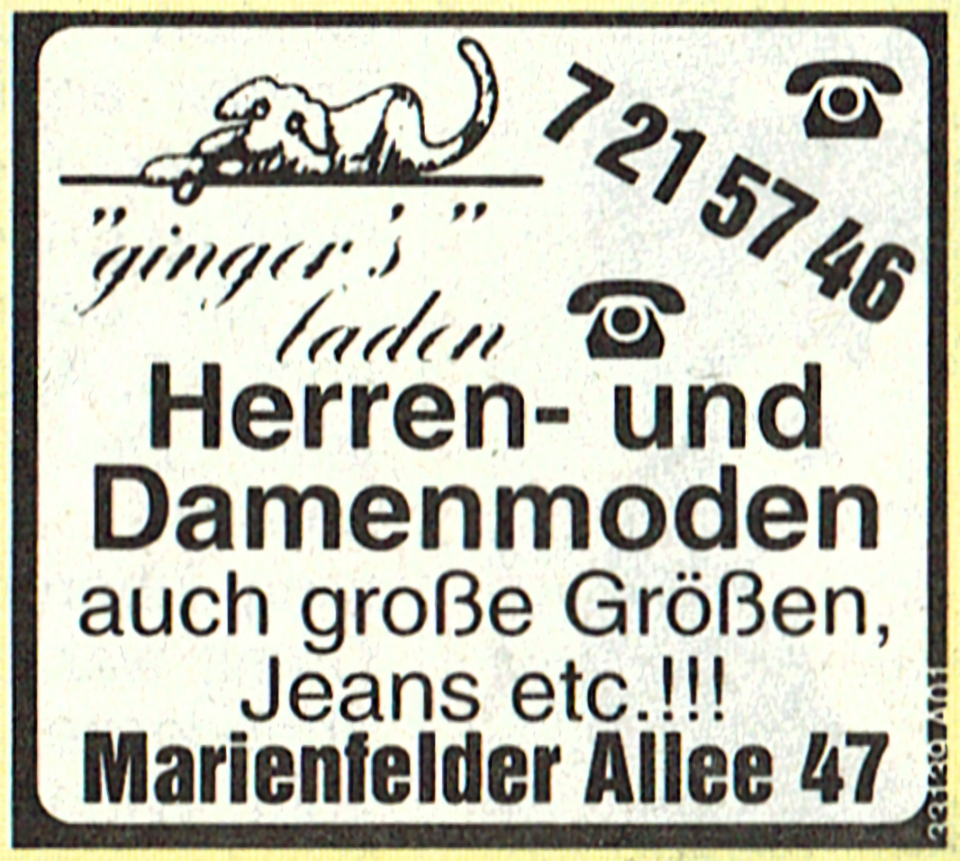 7 21 57 46
"ginger's"
laden
Herren- und
Damenmoden
auch große Größen,
Jeans etc.!!!
Marienfelder Allee 47